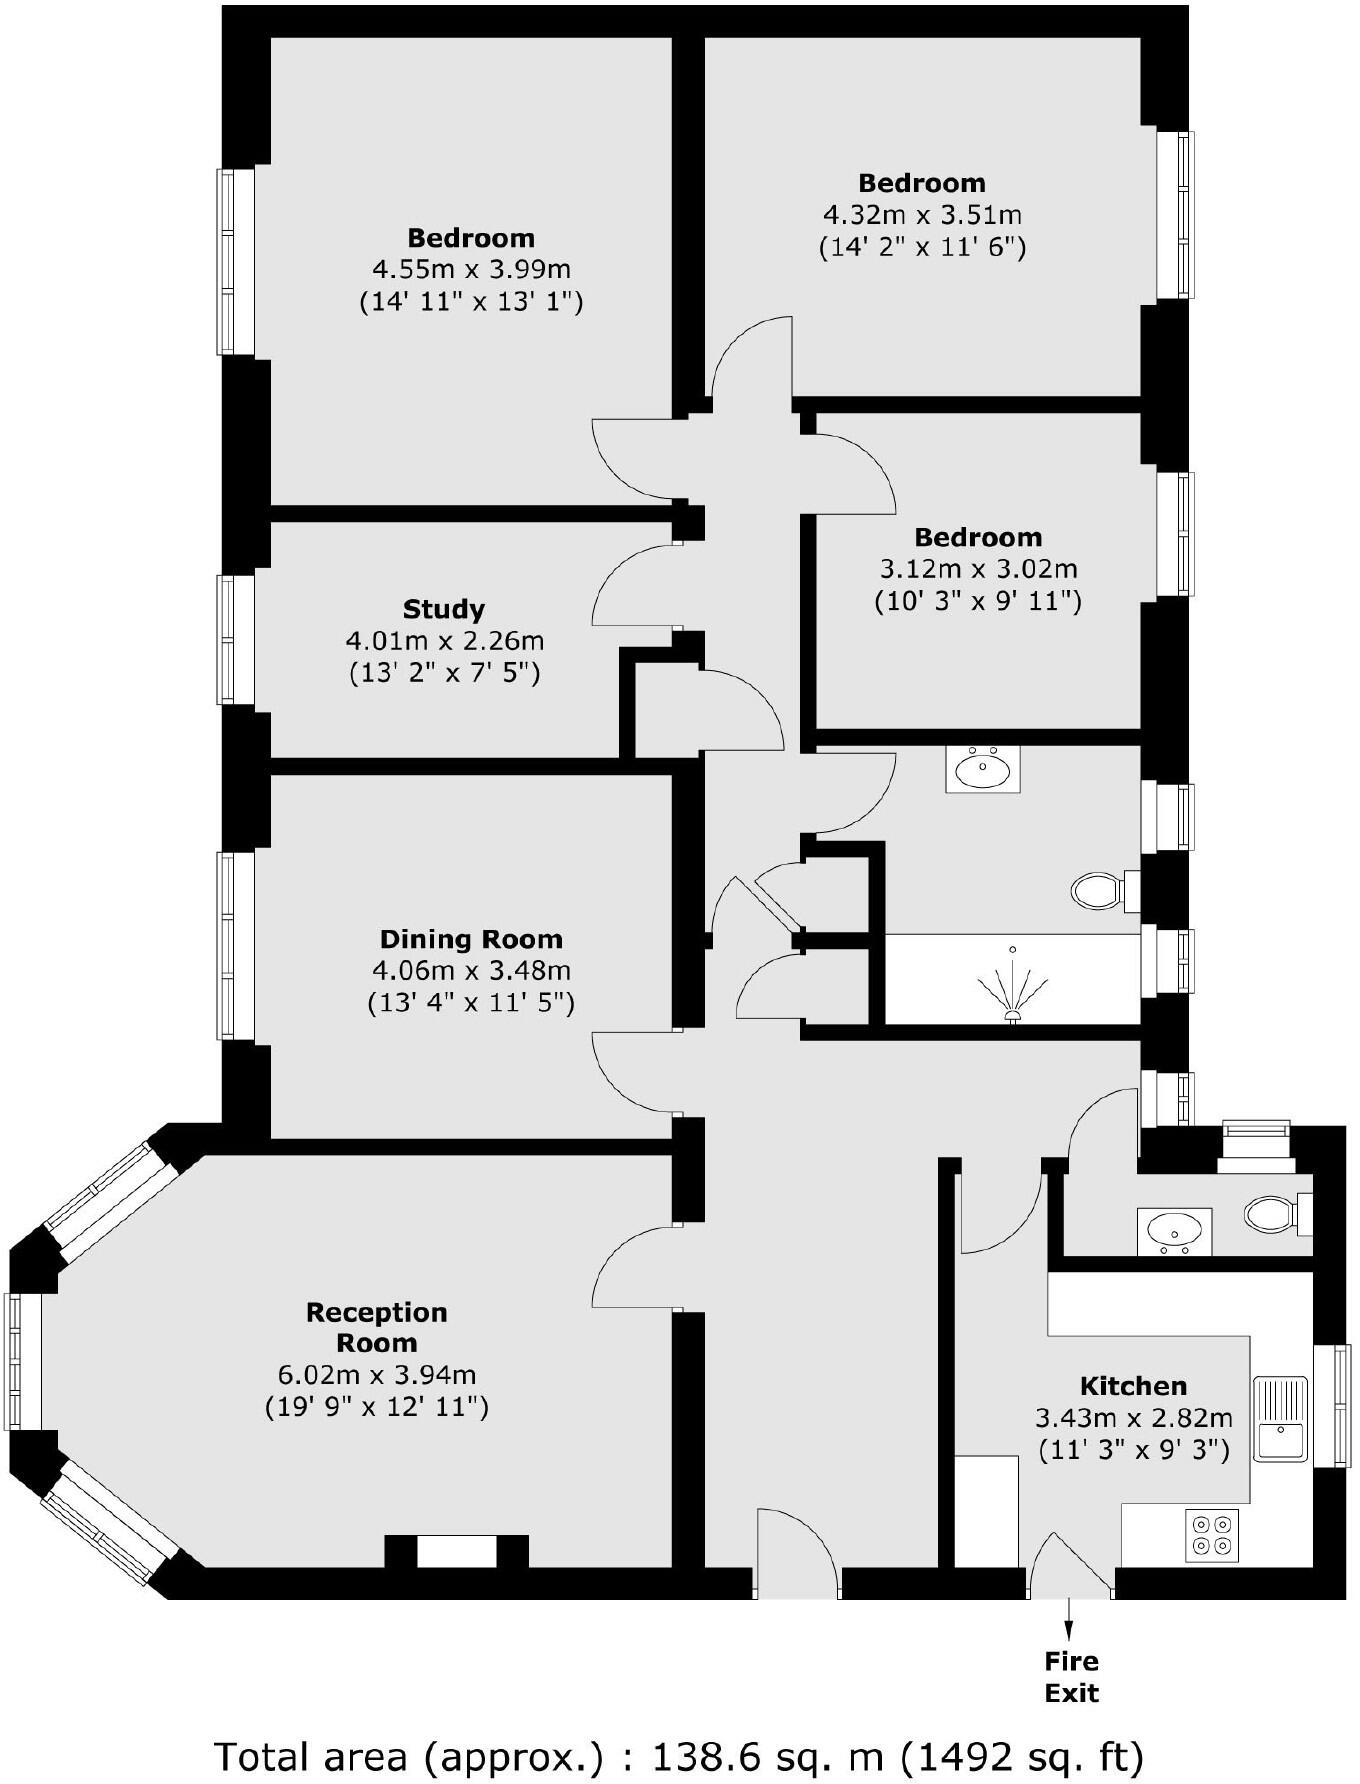 Bedroom
4.55m x 3.99m
(14' 11" x 13' 1")
Bedroom
4.32m x 3.51m
(14' 2" x 11' 6")
Bedroom
3.12m x 3.02m
(10' 3" x 9' 11")
Study
4.01m x 2.26m
(13' 2" x 7' 5")
Dining Room
4.06m x 3.48m
(13' 4" x 11' 5")
Reception
Room
6.02m x 3.94m
(19' 9" x 12' 11")
Kitchen
3.43m x 2.82m
(11' 3" x 9' 3")
Fire
Exit
Total area (approx.) : 138.6 sq. m (1492 sq. ft)